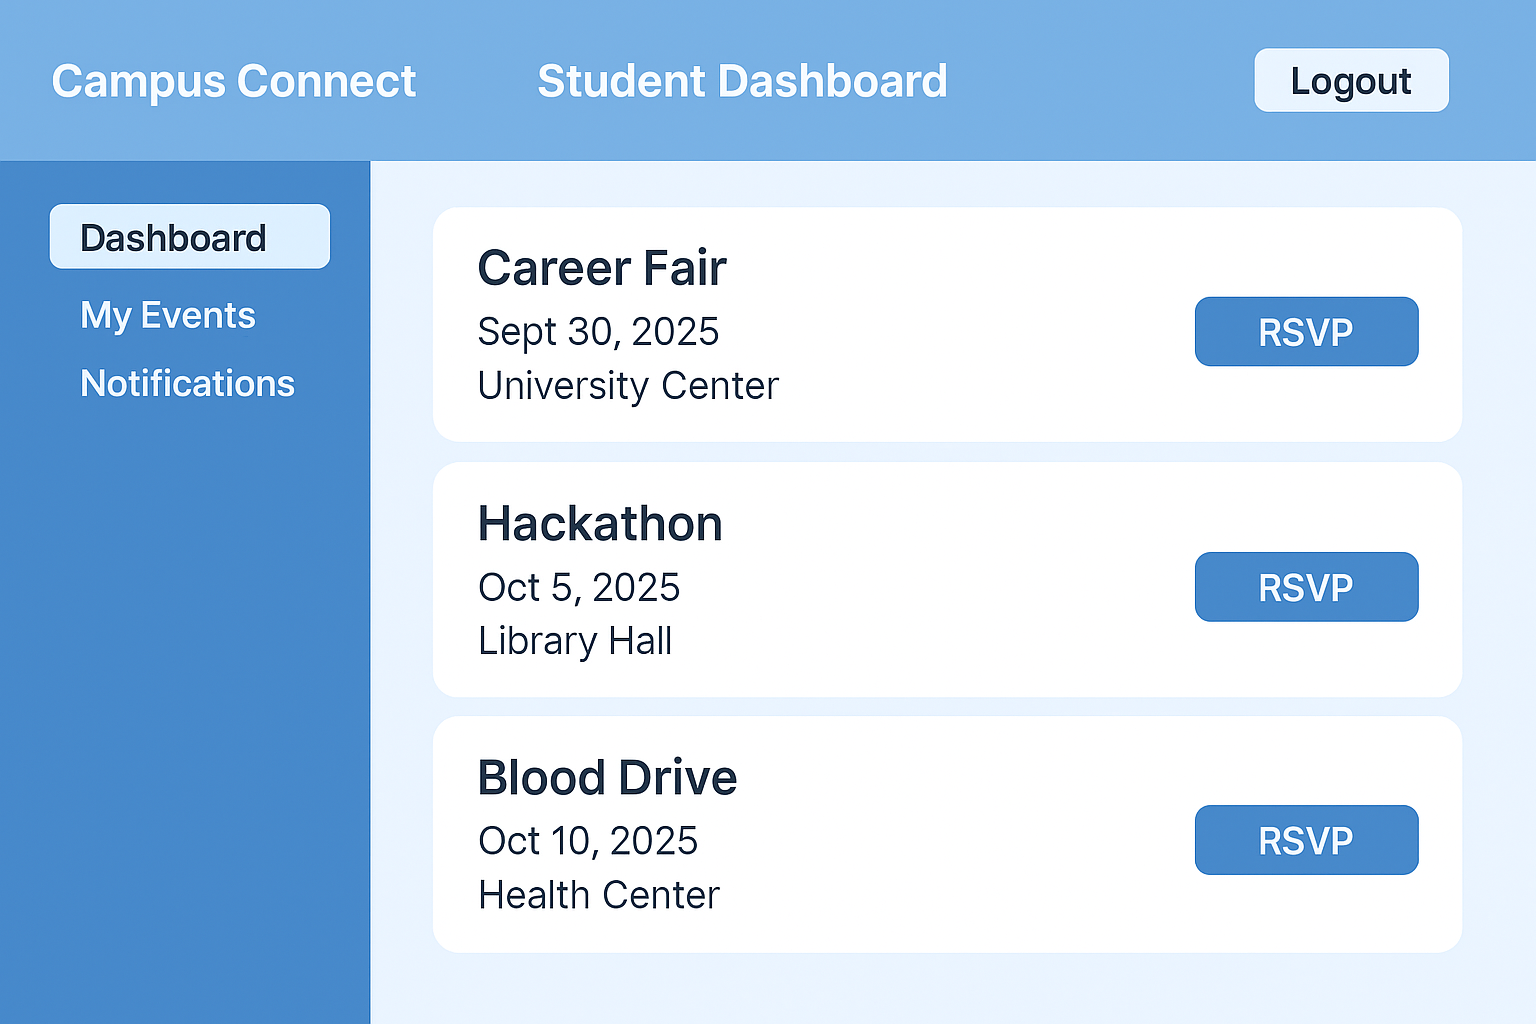 Campus Connect
Student Dashboard
Logout
Dashboard
My Events
Notifications
Career Fair
Sept 30, 2025
University Center
RSVP
Hackathon
Oct 5, 2025
Library Hall
RSVP
Blood Drive
Oct 10, 2025
Health Center
RSVP